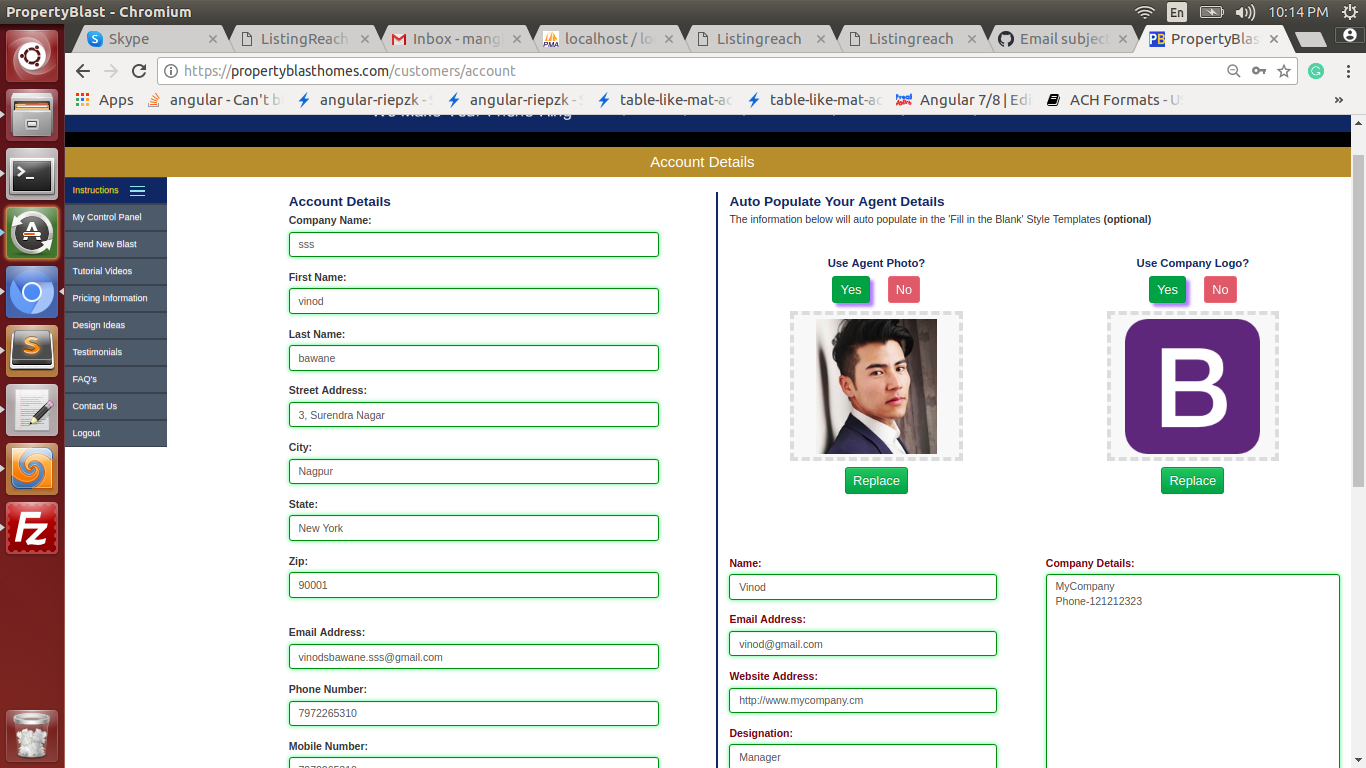 PropertyBlast - Chromium
En
10:14 PM
Skype
ListingReach
Inbox - mang
localhost / lo
Listingreach
Listingreach
Email subject
PropertyBlas
https://propertyblasthomes.com/customers/account
Apps
angular - Can't b
angular-riepzk -
angular-riepzk -
table-like-mat-ac
table-like-mat-ac
Angular 7/8 | Edi
ACH Formats - US
»
Account Details
Instructions
My Control Panel
Send New Blast
Tutorial Videos
Pricing Information
Design Ideas
Testimonials
FAQ's
Contact Us
Logout
Account Details
Company Name:
sss
First Name:
vinod
Last Name:
bawane
Street Address:
3, Surendra Nagar
City:
Nagpur
State:
New York
Zip:
90001
Email Address:
vinodsbawane.sss@gmail.com
Phone Number:
7972265310
Mobile Number:
Auto Populate Your Agent Details
The information below will auto populate in the 'Fill in the Blank' Style Templates (optional)
Use Agent Photo?
Yes No
Replace
Use Company Logo?
Yes No
B
Replace
Name:
Vinod
Email Address:
vinod@gmail.com
Website Address:
http://www.mycompany.cm
Designation:
Manager
Company Details:
MyCompany
Phone-121212323